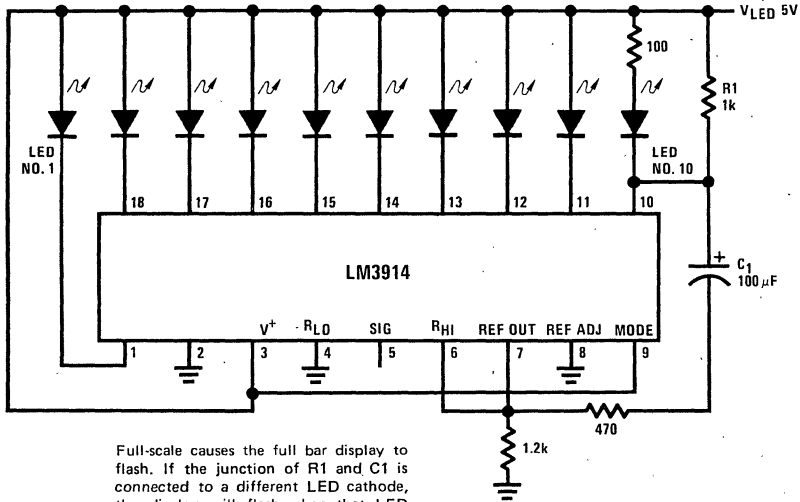 VLED 5V
100
R1
1k
LED
NO. 1
LED
NO. 10
18 17 16 15 14 13 12 11 10
C1
100 μF
LM3914
V+ RLO SIG RHI REF OUT REF ADJ MODE
1 2 3 4 5 6 7 8 9
470
1.2k
Full-scale causes the full bar display to
flash. If the junction of R1 and C1 is
connected to a different LED cathode,